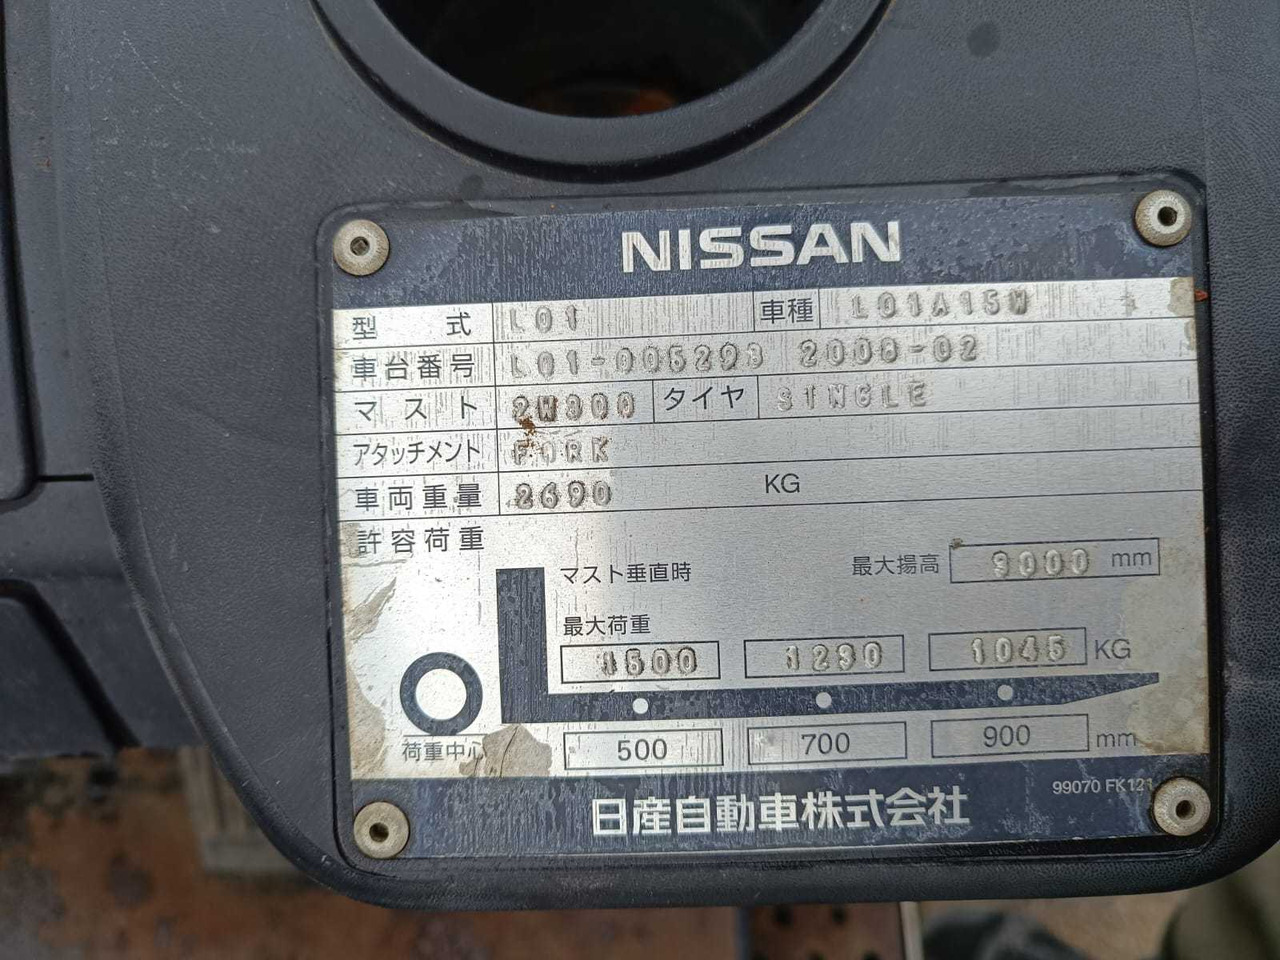 NISSAN
型 式 L01 車種 L01A15W
車台番号 L01-005293 2008-02
マスト 2W300 タイヤ SINGLE
アタッチメント FORK
車両重量 2690 KG
許容荷重
マスト垂直時 最大揚高 3000 mm
最大荷重
1500 1290 1045 KG
荷重中心 500 700 900 mm
99070 FK121
日産自動車株式会社